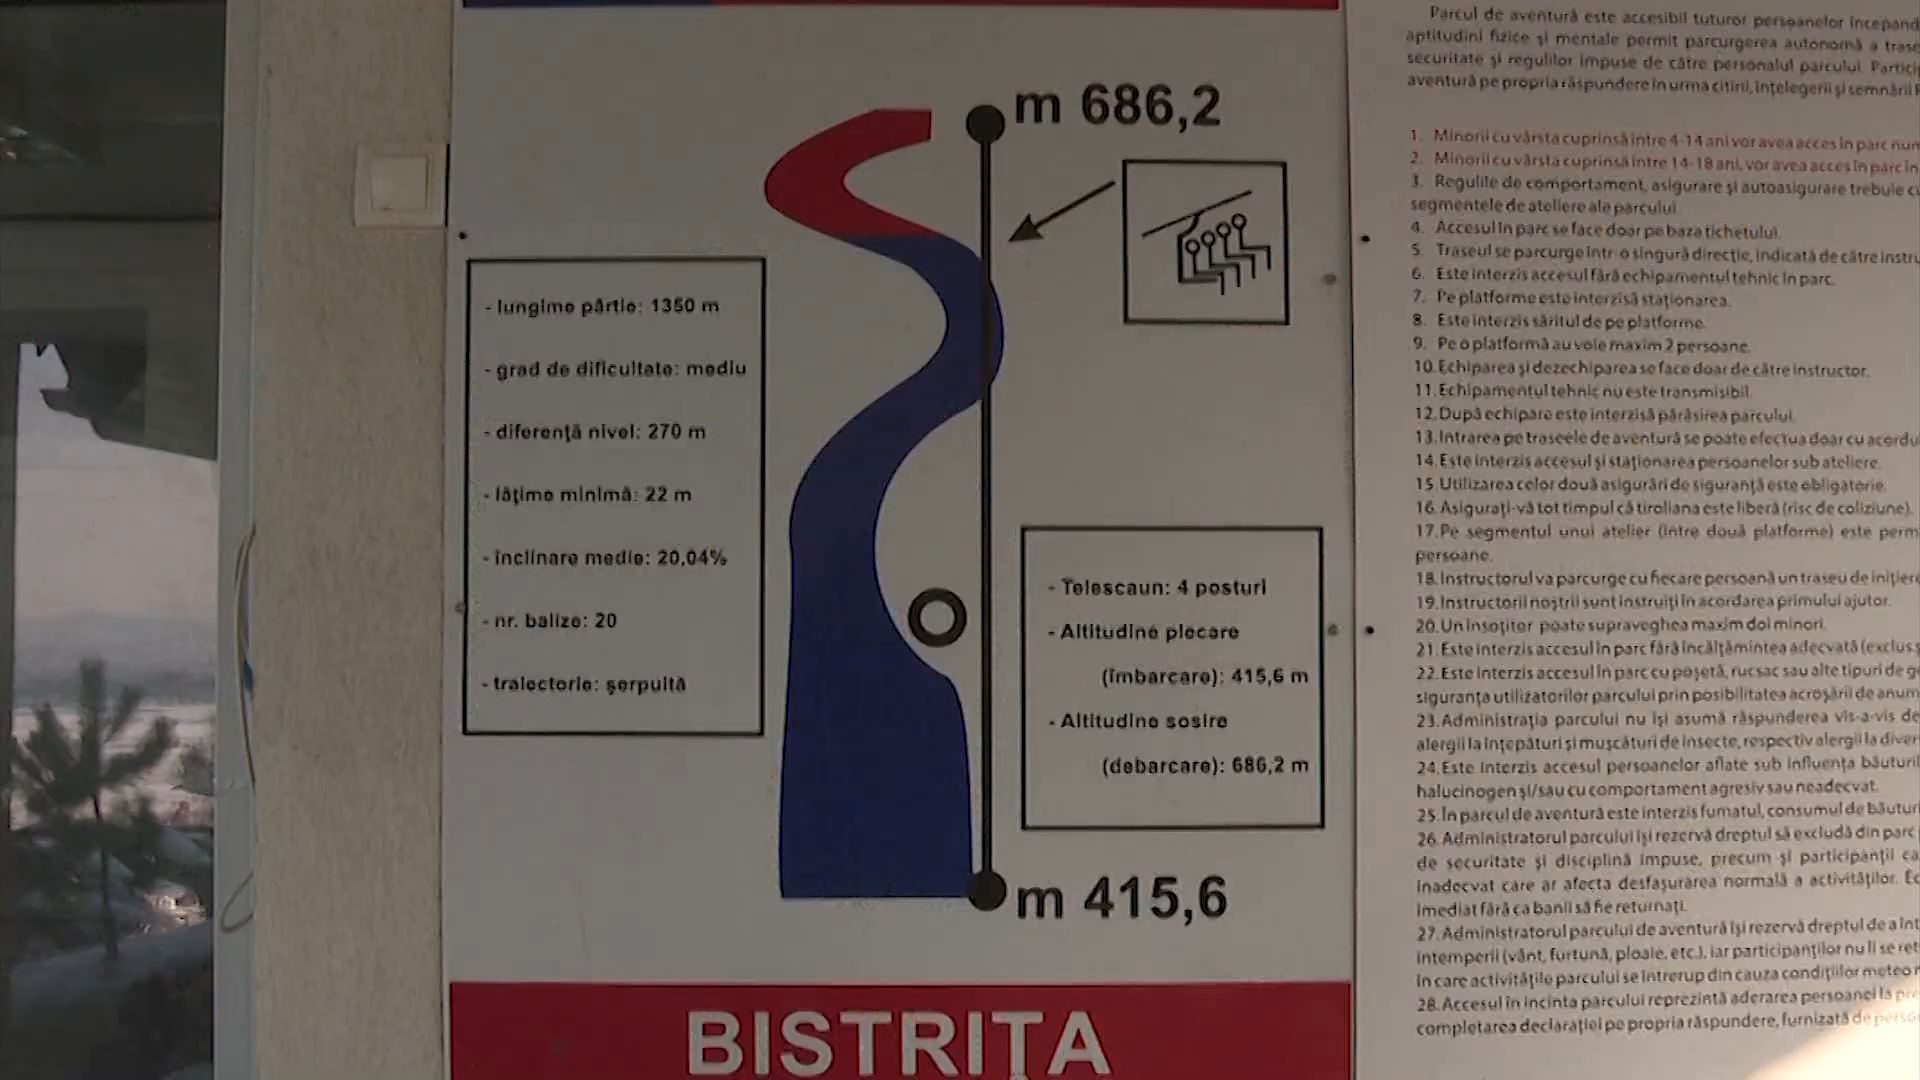 m 686,2
- lungime pârtie: 1350 m
- grad de dificultate: mediu
- diferență nivel: 270 m
- lățime minimă: 22 m
- înclinare medie: 20,04%
- nr. balize: 20
- traiectorie: șerpuită
- Telescaun: 4 posturi
- Altitudine plecare
(îmbarcare): 415,6 m
- Altitudine sosire
(debarcare): 686,2 m
m 415,6
BISTRIȚA
Parcul de aventură este accesibil tuturor persoanelor începând
aptitudini fizice și mentale permit parcurgerea autonomă a
securitate și regulilor impuse de către personalul parcului.
aventură pe propria răspundere în urma citirii, înțelegerii și semnării
1. Minorii cu vârsta cuprinsă între 4-14 ani vor avea acces în parc
2. Minorii cu vârsta cuprinsă între 14-18 ani, vor avea acces în parc
3. Regulile de comportament, asigurare și autoasigurare trebuie
segmentele de ateliere ale parcului.
4. Accesul în parc se face doar pe baza tichetului.
5. Traseul se parcurge într-o singură direcție, indicată de către
6. Este interzis accesul fără echipamentul tehnic în parc.
7. Pe platforme este interzisă staționarea.
8. Este interzis săritul de pe platforme.
9. Pe o platformă au voie maxim 2 persoane.
10. Echiparea și dezechiparea se face doar de către instructor.
11. Echipamentul tehnic nu este transmisibil.
12. După echipare este interzisă părăsirea parcului.
13. Intrarea pe traseele de aventură se poate efectua doar cu
14. Este interzis accesul și staționarea persoanelor sub ateliere.
15. Utilizarea celor două asigurări de siguranță este obligatorie.
16. Asigurați-vă tot timpul că tiroliana este liberă (risc de coliziune).
17. Pe segmentul unui atelier (între două platforme) este
persoane.
18. Instructorul va parcurge cu fiecare persoană un traseu de
19. Instructorii noștri sunt instruiți în acordarea primului ajutor.
20. Un însoțitor poate supraveghea maxim doi minori.
21. Este interzis accesul în parc fără încălțămintea adecvată
22. Este interzis accesul în parc cu poșetă, rucsac sau alte tipuri de
siguranța utilizatorilor parcului prin posibilitatea acroșării de
23. Administrația parcului nu își asumă răspunderea vis-a-vis de
alergii la înțepături și mușcături de insecte, respectiv alergii la
24. Este interzis accesul persoanelor aflate sub influența
halucinogen și/sau cu comportament agresiv sau neadecvat.
25. În parcul de aventură este interzis fumatul, consumul de
26. Administratorul parcului își rezervă dreptul să excludă din parc
de securitate și disciplină impuse, precum și participanții
inadecvat care ar afecta desfașurarea normală a activităților.
imediat fără ca banii să fie returnați.
27. Administratorul parcului de aventură își rezervă dreptul de a
intemperii (vânt, furtună, ploaie, etc.), iar participanților nu li se
în care activitățile parcului se întrerup din cauza condițiilor meteo
28. Accesul în incinta parcului reprezintă aderarea persoanei la
completarea declarației pe propria răspundere, furnizată de